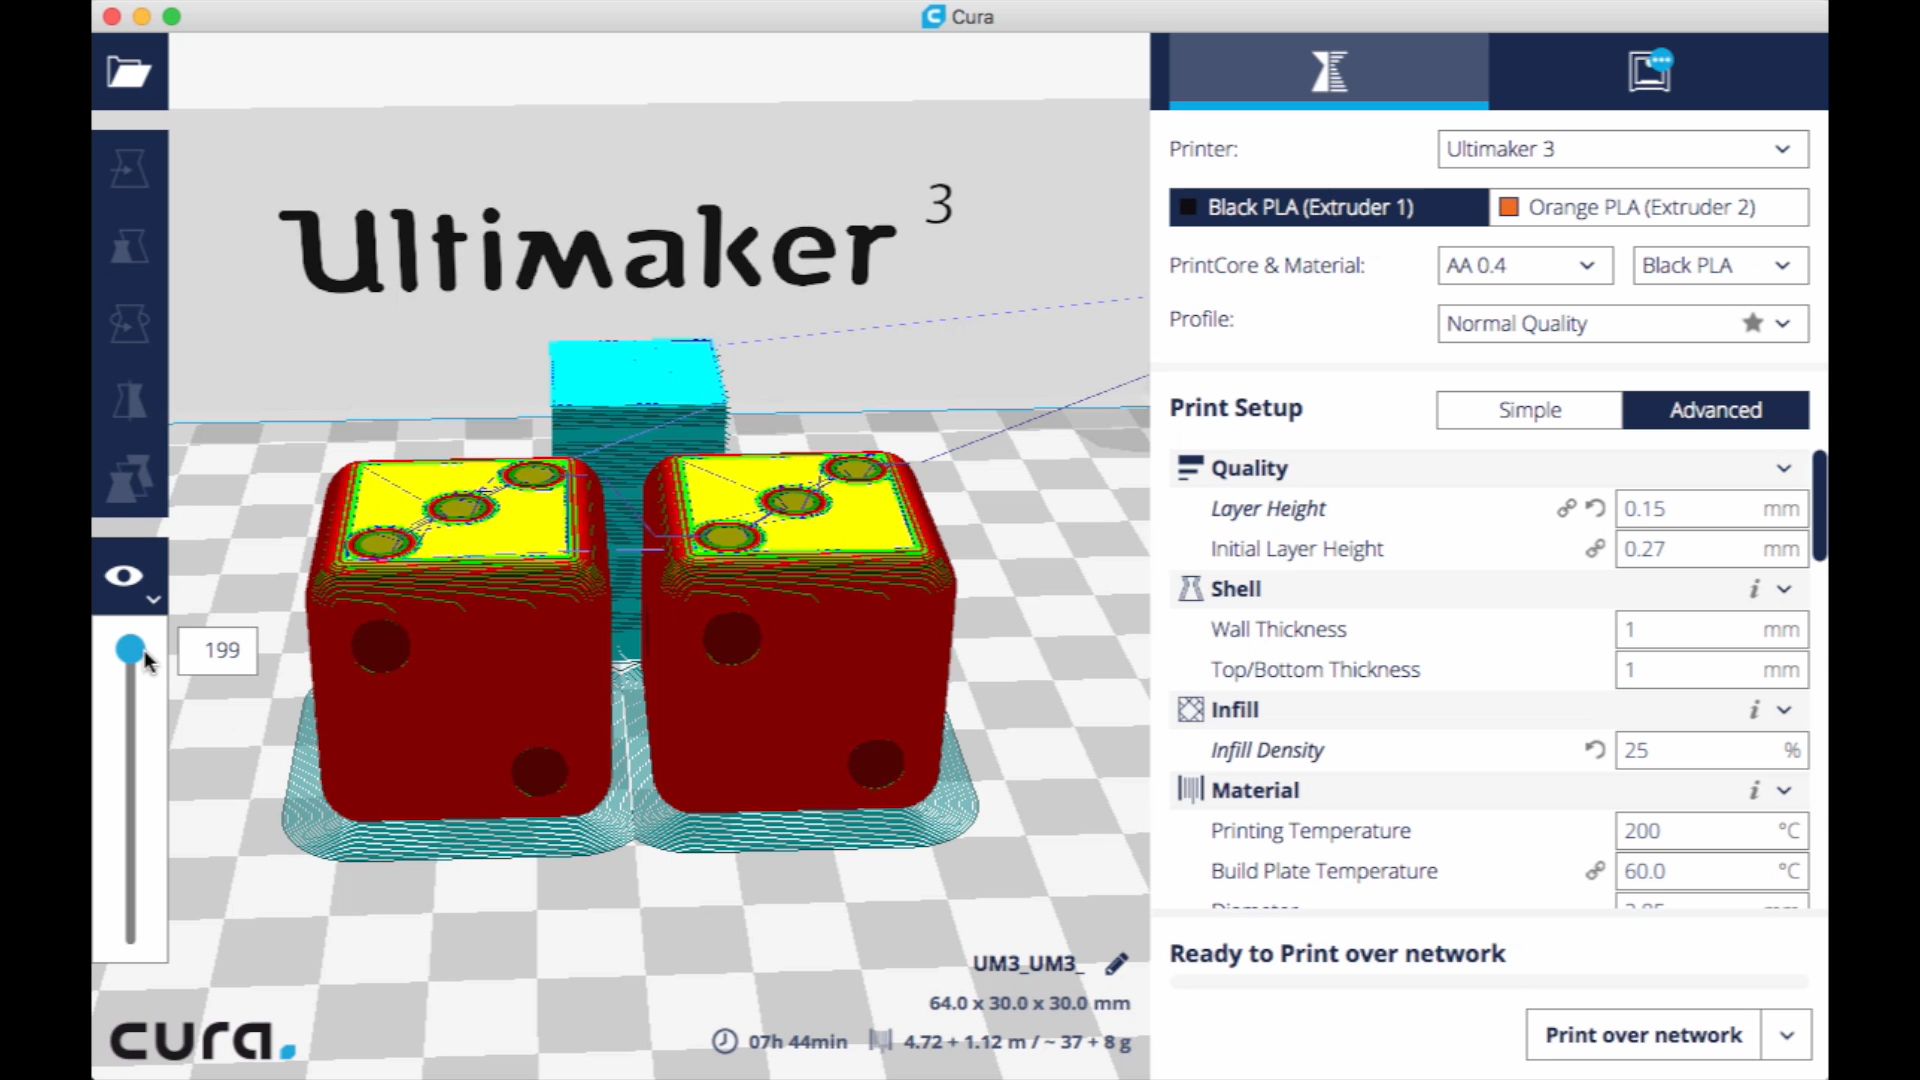 Cura
Ultimaker 3
Printer:
Ultimaker 3
Black PLA (Extruder 1)
Orange PLA (Extruder 2)
PrintCore & Material:
AA 0.4
Black PLA
Profile:
Normal Quality
Print Setup
Simple
Advanced
Quality
Layer Height
0.15 mm
Initial Layer Height
0.27 mm
Shell
i
Wall Thickness
1 mm
Top/Bottom Thickness
1 mm
Infill
i
Infill Density
25 %
Material
i
Printing Temperature
200 °C
Build Plate Temperature
60.0 °C
199
UM3_UM3_
64.0 x 30.0 x 30.0 mm
07h 44min
4.72 + 1.12 m / ~ 37 + 8 g
cura.
Ready to Print over network
Print over network